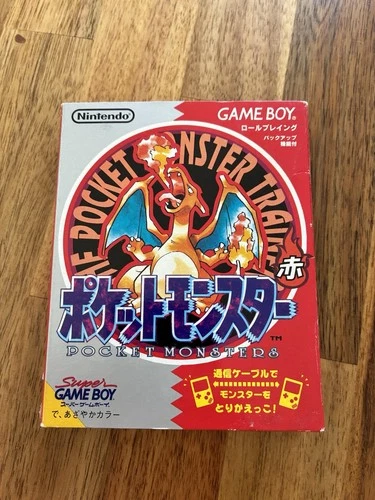 Nintendo
GAME BOY®
ロールプレイング
バックアップ
機能付
THE POCKET MONSTER TRAINE
赤
ポケットモンスター
TM
POCKET MONSTERS
Super
GAME BOY
スーパーゲームボーイ
で、あざやかカラー
通信ケーブルで
モンスターを
とりかえっこ!